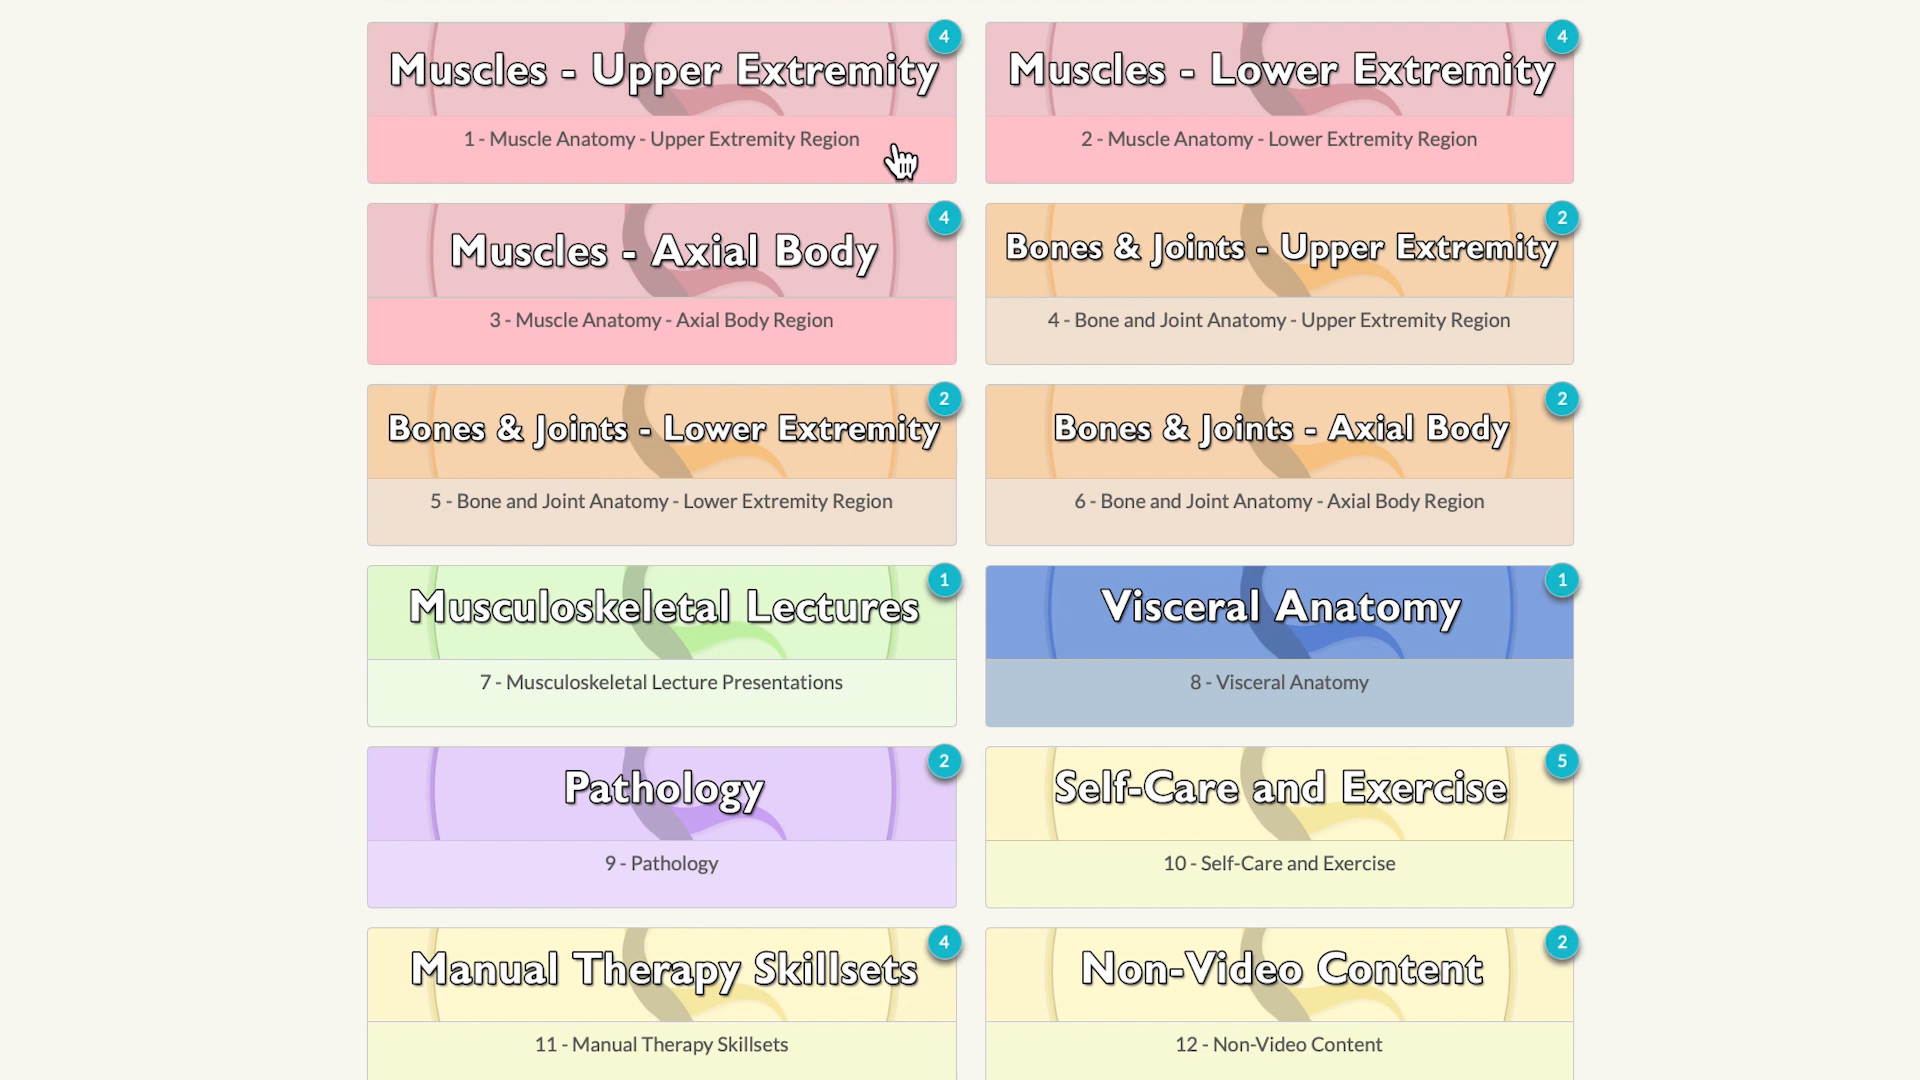 4
Muscles - Upper Extremity
1 - Muscle Anatomy - Upper Extremity Region
4
Muscles - Lower Extremity
2 - Muscle Anatomy - Lower Extremity Region
4
Muscles - Axial Body
3 - Muscle Anatomy - Axial Body Region
2
Bones & Joints - Upper Extremity
4 - Bone and Joint Anatomy - Upper Extremity Region
2
Bones & Joints - Lower Extremity
5 - Bone and Joint Anatomy - Lower Extremity Region
2
Bones & Joints - Axial Body
6 - Bone and Joint Anatomy - Axial Body Region
1
Musculoskeletal Lectures
7 - Musculoskeletal Lecture Presentations
1
Visceral Anatomy
8 - Visceral Anatomy
2
Pathology
9 - Pathology
5
Self-Care and Exercise
10 - Self-Care and Exercise
4
Manual Therapy Skillsets
11 - Manual Therapy Skillsets
2
Non-Video Content
12 - Non-Video Content